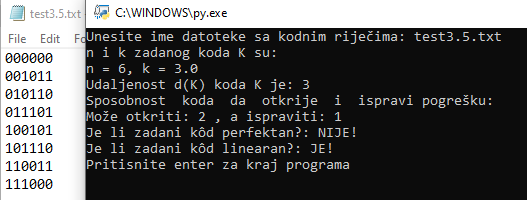 test3.5.txt
File Edit
000000
001011
010110
011101
100101
101110
110011
111000
C:\WINDOWS\py.exe
Unesite ime datoteke sa kodnim riječima: test3.5.txt
n i k zadanog koda K su:
n = 6, k = 3.0
Udaljenost d(K) koda K je: 3
Sposobnost koda da otkrije i ispravi pogrešku:
Može otkriti: 2 , a ispraviti: 1
Je li zadani kôd perfektan?: NIJE!
Je li zadani kôd linearan?: JE!
Pritisnite enter za kraj programa